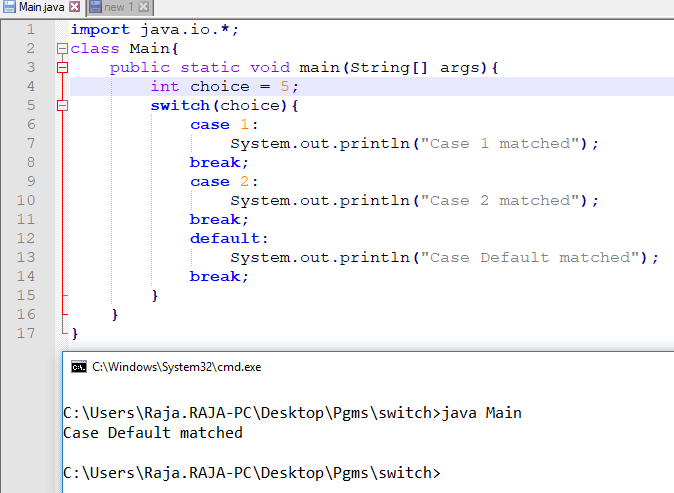 Main.java new 1
1 import java.io.*;
2 class Main{
3 public static void main(String[] args){
4 int choice = 5;
5 switch(choice){
6 case 1:
7 System.out.println("Case 1 matched");
8 break;
9 case 2:
10 System.out.println("Case 2 matched");
11 break;
12 default:
13 System.out.println("Case Default matched");
14 break;
15 }
16 }
17 }
C:\Windows\System32\cmd.exe
C:\Users\Raja.RAJA-PC\Desktop\Pgms\switch>java Main
Case Default matched
C:\Users\Raja.RAJA-PC\Desktop\Pgms\switch>